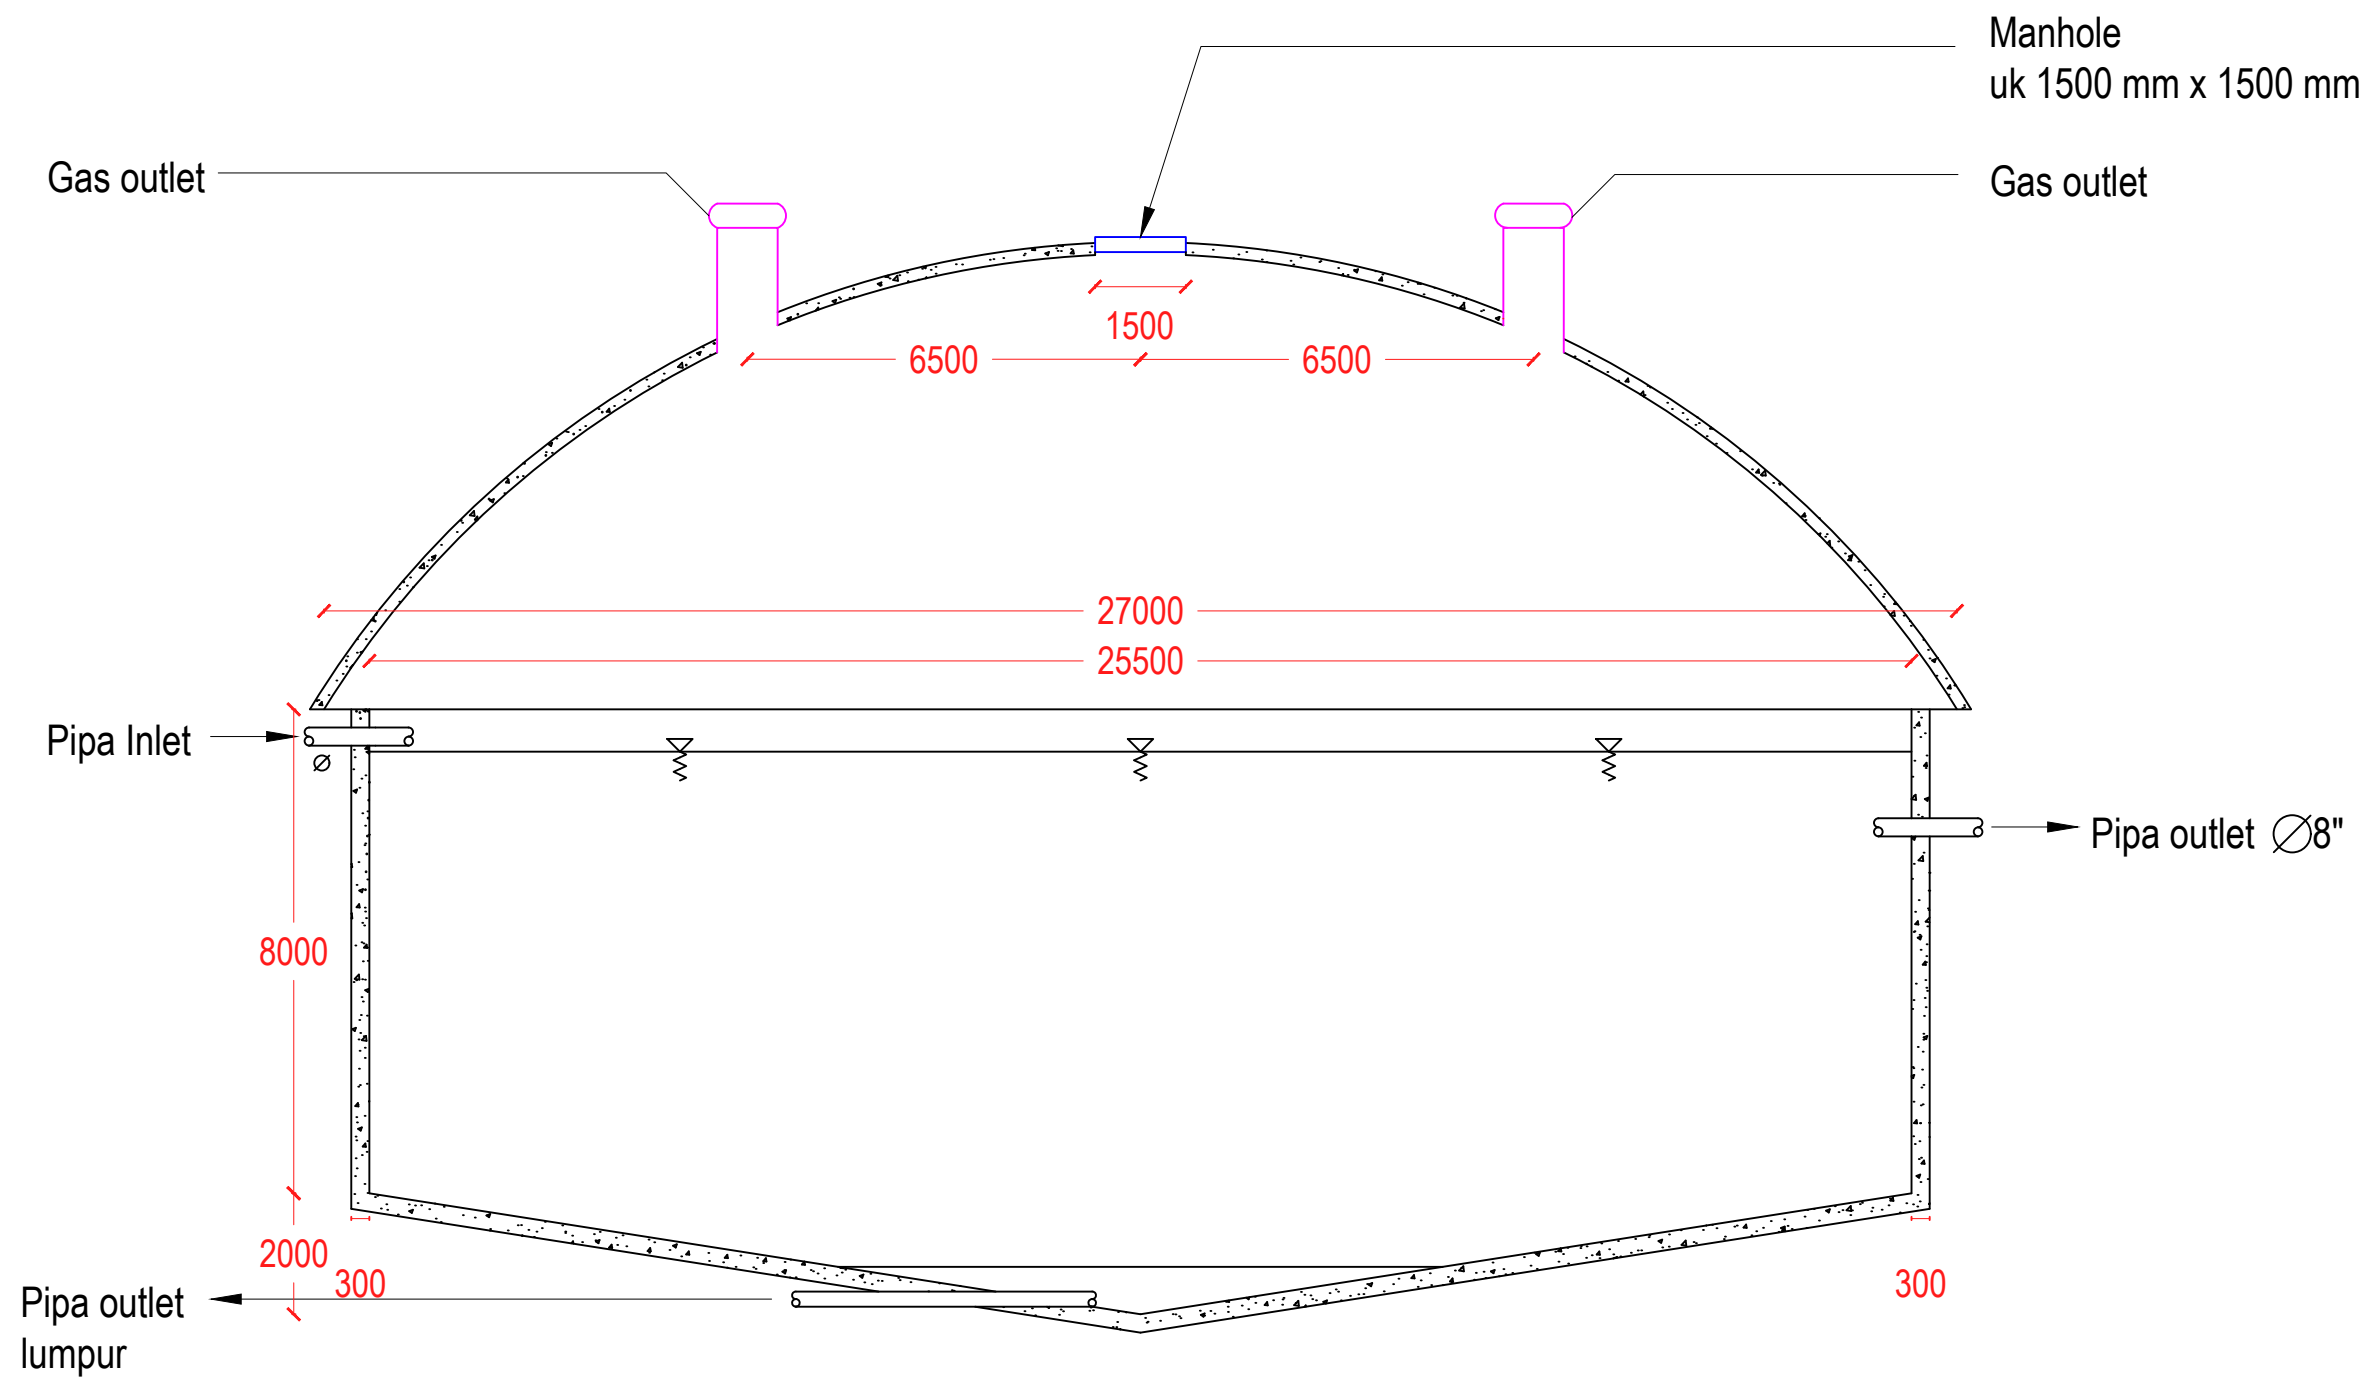 Manhole
uk 1500 mm x 1500 mm
Gas outlet
Gas outlet
1500
6500
6500
27000
25500
Pipa Inlet
Ø
Pipa outlet Ø8"
8000
2000
300
300
Pipa outlet
lumpur